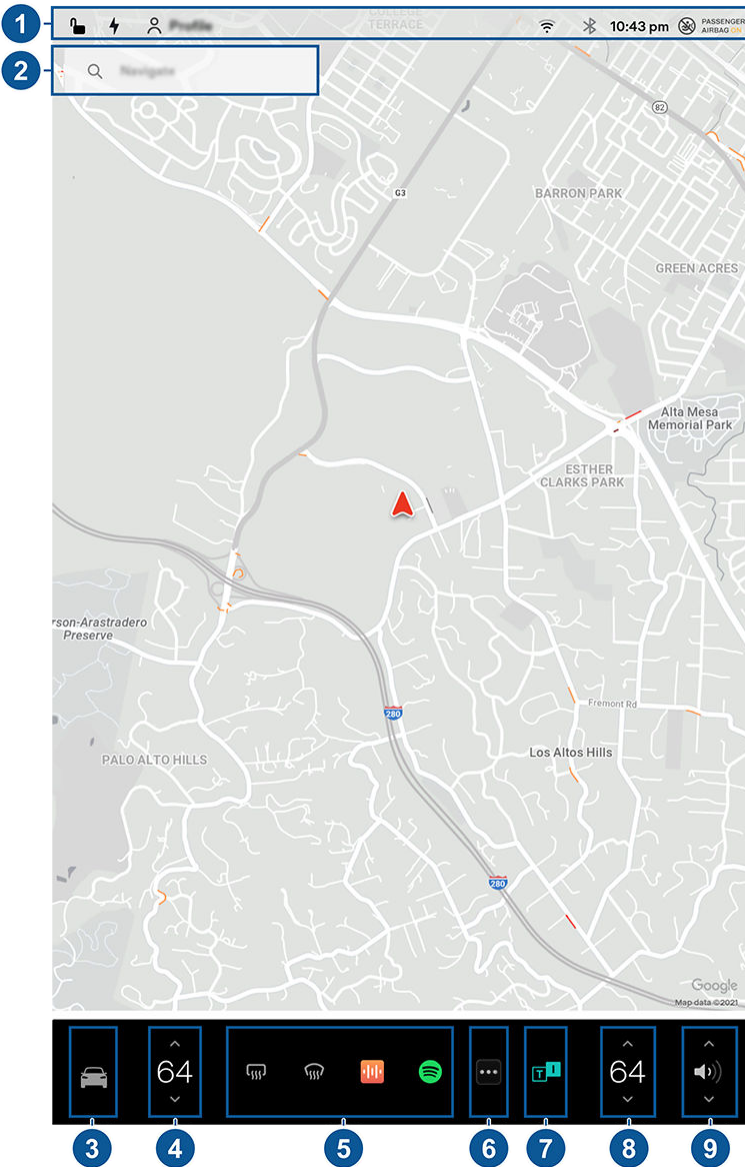 1
COLLEGE
TERRACE
10:43 pm
PASSENGER
AIRBAG ON
2
82
G3
BARRON PARK
GREEN ACRES
Alta Mesa
Memorial Park
ESTHER
CLARKS PARK
rson-Arastradero
Preserve
280
Fremont Rd
Los Altos Hills
PALO ALTO HILLS
280
Google
Map data ©2021
64
T
I
64
3
4
5
6
7
8
9